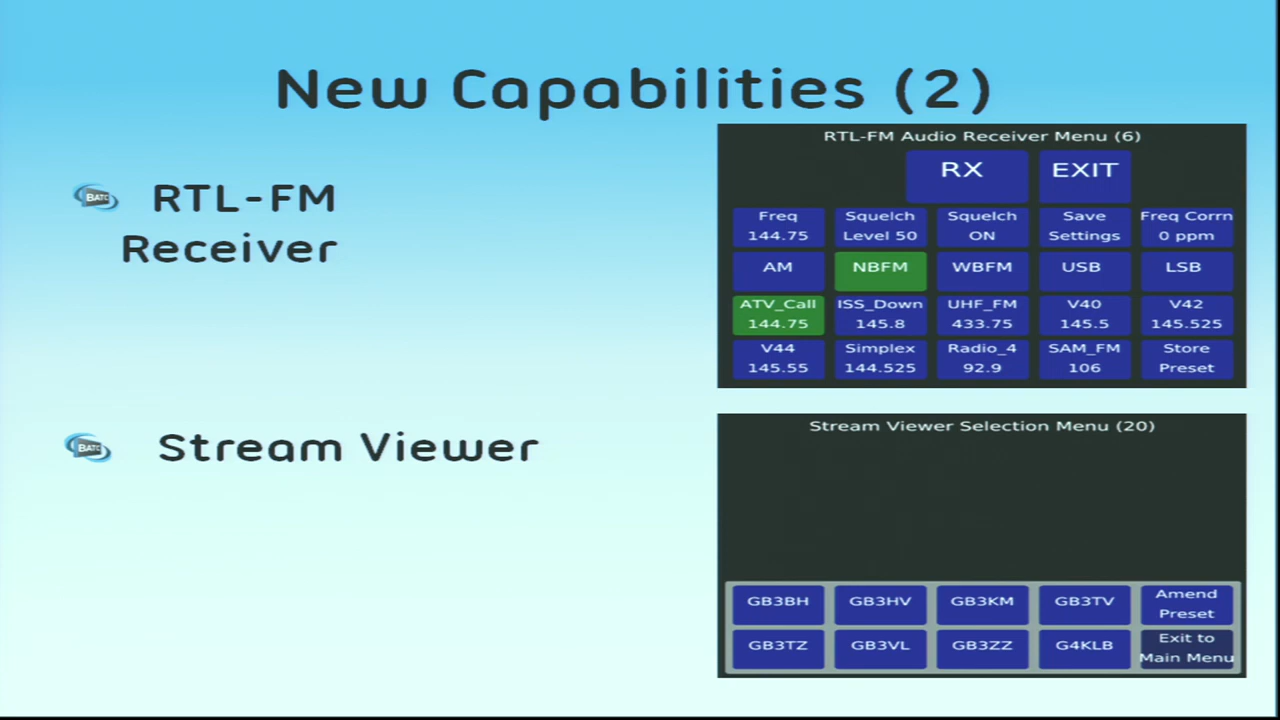 New Capabilities (2)
BATC RTL-FM
Receiver
RTL-FM Audio Receiver Menu (6)
RX EXIT
Freq Squelch Squelch Save Freq Corrn
144.75 Level 50 ON Settings 0 ppm
AM NBFM WBFM USB LSB
ATV_Call ISS_Down UHF_FM V40 V42
144.75 145.8 433.75 145.5 145.525
V44 Simplex Radio_4 SAM_FM Store
145.55 144.525 92.9 106 Preset
BATC Stream Viewer
Stream Viewer Selection Menu (20)
GB3BH GB3HV GB3KM GB3TV Amend
Preset
GB3TZ GB3VL GB3ZZ G4KLB Exit to
Main Menu